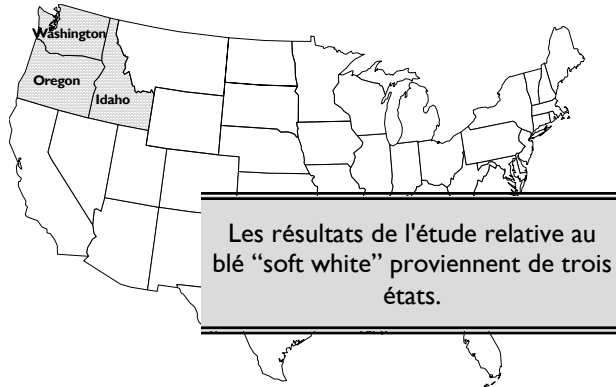 Washington
Oregon
Idaho
Les résultats de l'étude relative au
blé “soft white” proviennent de trois
états.